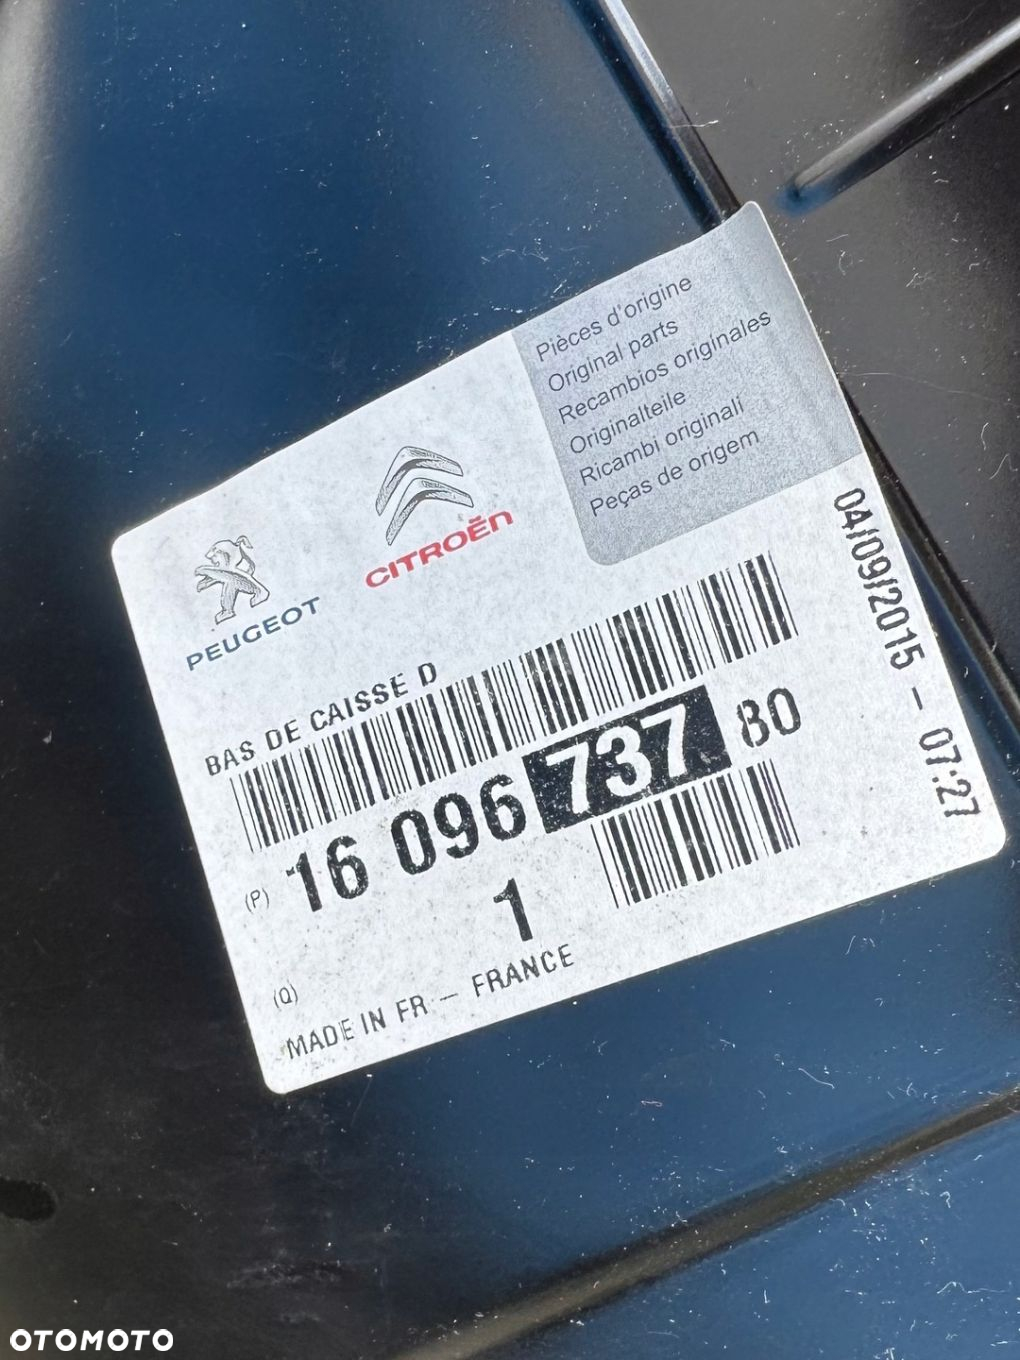 Pièces d'origine
Original parts
Recambios originales
Originalteile
Ricambi originali
Peças de origem
PEUGEOT
CITROËN
04/09/2015 - 07:27
BAS DE CAISSE D
(P) 16 096 737 80
(Q) 1
MADE IN FR - FRANCE
OTOMOTO